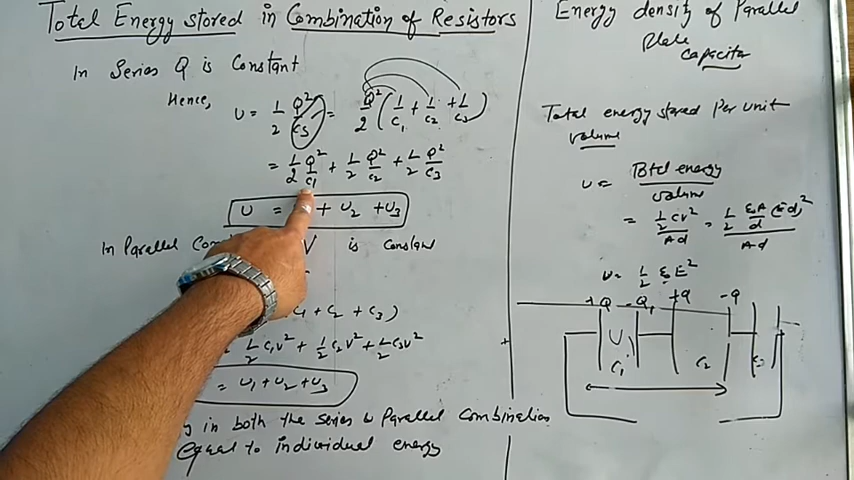 Total Energy stored in Combination of Resistors
In Series Q is Constant
Hence, U = 1/2 Q²/Cs = Q²/2 (1/C1 + 1/C2 + 1/C3)
= 1/2 Q²/C1 + 1/2 Q²/C2 + 1/2 Q²/C3
U = + U2 + U3
In Parallel Com V is constant
C1 + C2 + C3)
1/2 C1V² + 1/2 C2V² + 1/2 C3V²
= U1 + U2 + U3
in both the series & Parallel Combination
equal to individual energy
Energy density of Parallel
Plate
Capacitor
Total energy stored Per unit
volume
u = Total energy/volume
= 1/2 CV²/Ad = 1/2 ε0A/d (Ed)²/Ad
u = 1/2 ε0 E²
+Q -Q +Q -Q
U
C1 C2 C3